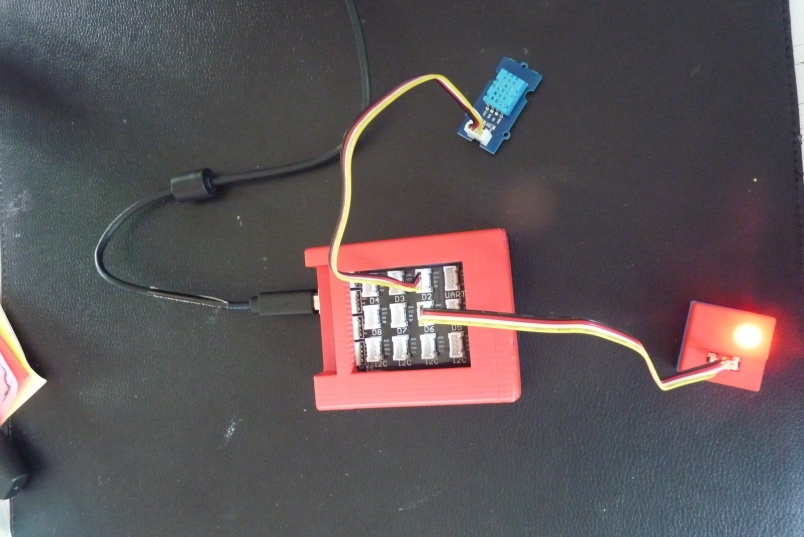 D4 D3 D2 UART
D8 D7 D6 D5
I2C I2C I2C I2C